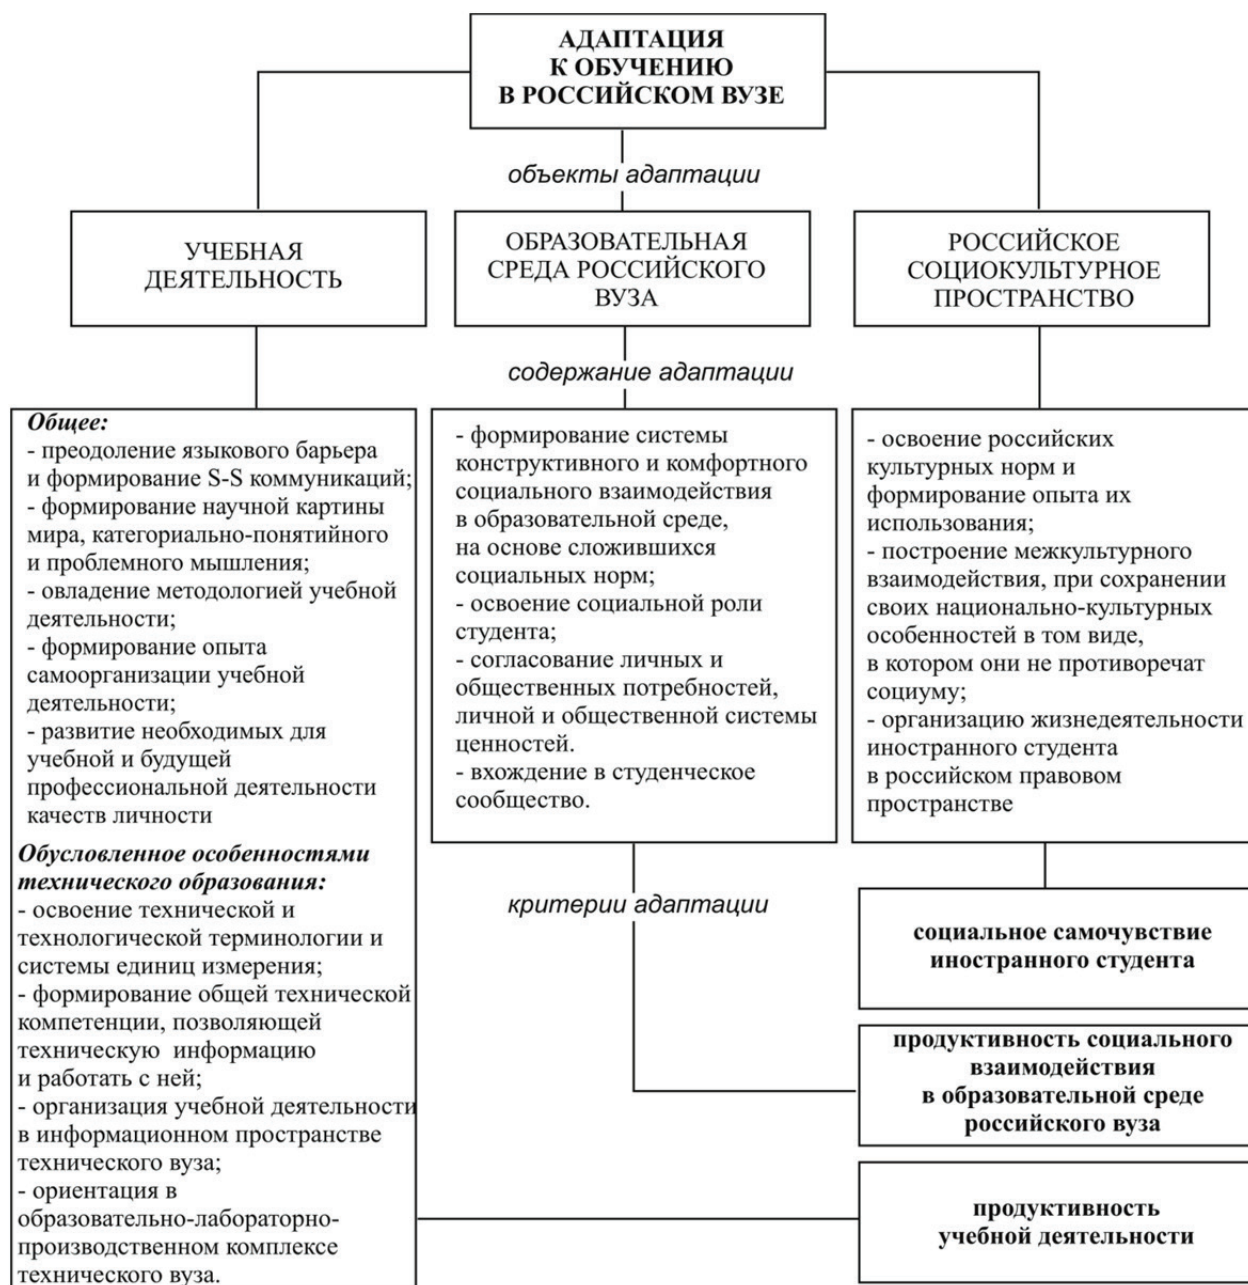 АДАПТАЦИЯ
К ОБУЧЕНИЮ
В РОССИЙСКОМ ВУЗЕ
объекты адаптации
УЧЕБНАЯ
ДЕЯТЕЛЬНОСТЬ
ОБРАЗОВАТЕЛЬНАЯ
СРЕДА РОССИЙСКОГО
ВУЗА
РОССИЙСКОЕ
СОЦИОКУЛЬТУРНОЕ
ПРОСТРАНСТВО
содержание адаптации
Общее:
- преодоление языкового барьера
и формирование S-S коммуникаций;
- формирование научной картины
мира, категориально-понятийного
и проблемного мышления;
- овладение методологией учебной
деятельности;
- формирование опыта
самоорганизации учебной
деятельности;
- развитие необходимых для
учебной и будущей
профессиональной деятельности
качеств личности
Обусловленное особенностями
технического образования:
- освоение технической и
технологической терминологии и
системы единиц измерения;
- формирование общей технической
компетенции, позволяющей
техническую информацию
и работать с ней;
- организация учебной деятельности
в информационном пространстве
технического вуза;
- ориентация в
образовательно-лабораторно-
производственном комплексе
технического вуза.
- формирование системы
конструктивного и комфортного
социального взаимодействия
в образовательной среде,
на основе сложившихся
социальных норм;
- освоение социальной роли
студента;
- согласование личных и
общественных потребностей,
личной и общественной системы
ценностей.
- вхождение в студенческое
сообщество.
- освоение российских
культурных норм и
формирование опыта их
использования;
- построение межкультурного
взаимодействия, при сохранении
своих национально-культурных
особенностей в том виде,
в котором они не противоречат
социуму;
- организацию жизнедеятельности
иностранного студента
в российском правовом
пространстве
критерии адаптации
социальное самочувствие
иностранного студента
продуктивность социального
взаимодействия
в образовательной среде
российского вуза
продуктивность
учебной деятельности